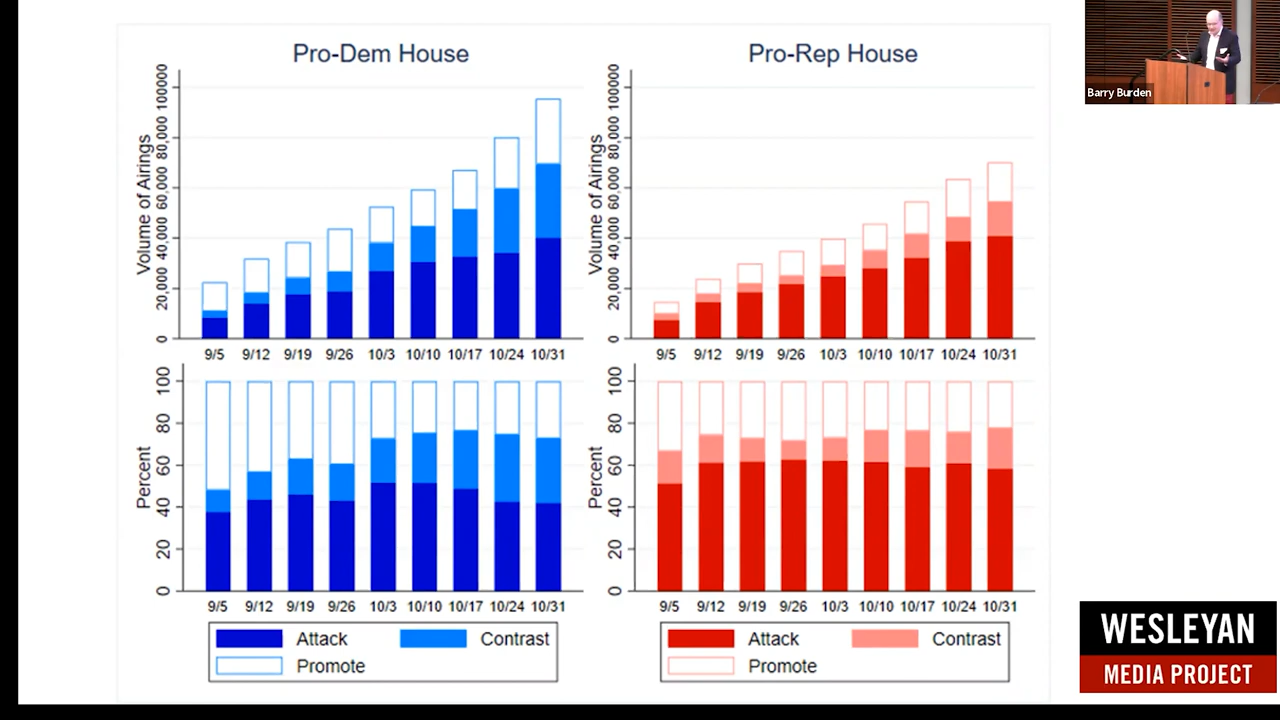 Pro-Dem House
Volume of Airings
100000
80,000
60,000
40,000
20,000
0
9/5 9/12 9/19 9/26 10/3 10/10 10/17 10/24 10/31
Pro-Rep House
Volume of Airings
100000
80,000
60,000
40,000
20,000
0
9/5 9/12 9/19 9/26 10/3 10/10 10/17 10/24 10/31
Percent
100
80
60
40
20
0
9/5 9/12 9/19 9/26 10/3 10/10 10/17 10/24 10/31
Attack Contrast
Promote
Percent
100
80
60
40
20
0
9/5 9/12 9/19 9/26 10/3 10/10 10/17 10/24 10/31
Attack Contrast
Promote
Barry Burden
WESLEYAN
MEDIA PROJECT